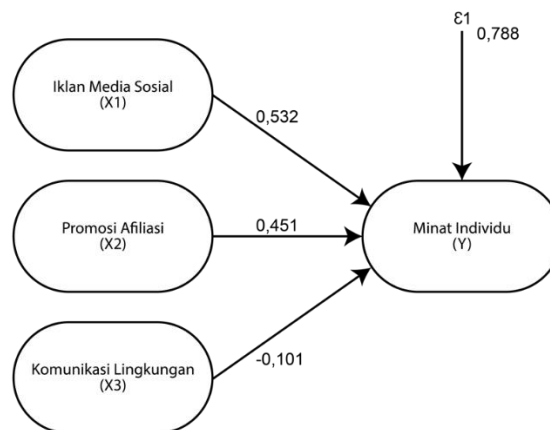 ε1
0,788
Iklan Media Sosial
(X1)
0,532
Promosi Afiliasi
(X2)
0,451
Minat Individu
(Y)
Komunikasi Lingkungan
(X3)
-0,101